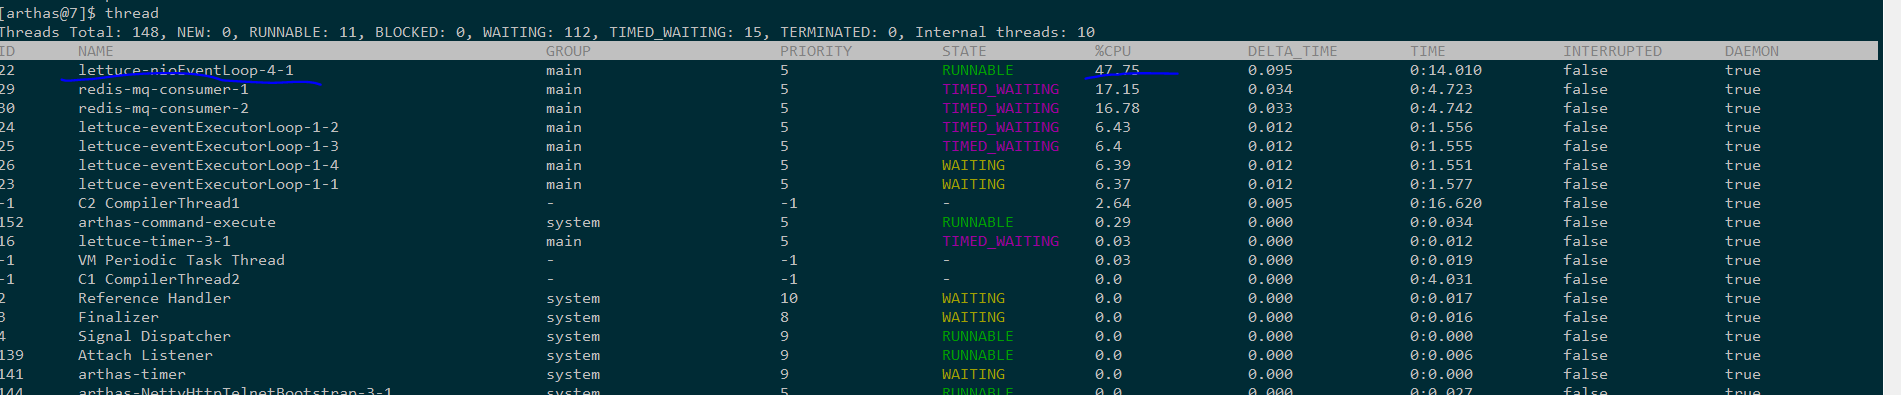 [arthas@7]$ thread
Threads Total: 148, NEW: 0, RUNNABLE: 11, BLOCKED: 0, WAITING: 112, TIMED_WAITING: 15, TERMINATED: 0, Internal threads: 10
ID NAME GROUP PRIORITY STATE %CPU DELTA_TIME TIME INTERRUPTED DAEMON
22 lettuce-nioEventLoop-4-1 main 5 RUNNABLE 47.75 0.095 0:14.010 false true
29 redis-mq-consumer-1 main 5 TIMED_WAITING 17.15 0.034 0:4.723 false true
30 redis-mq-consumer-2 main 5 TIMED_WAITING 16.78 0.033 0:4.742 false true
24 lettuce-eventExecutorLoop-1-2 main 5 TIMED_WAITING 6.43 0.012 0:1.556 false true
25 lettuce-eventExecutorLoop-1-3 main 5 TIMED_WAITING 6.4 0.012 0:1.555 false true
26 lettuce-eventExecutorLoop-1-4 main 5 WAITING 6.39 0.012 0:1.551 false true
23 lettuce-eventExecutorLoop-1-1 main 5 WAITING 6.37 0.012 0:1.577 false true
-1 C2 CompilerThread1 - -1 - 2.64 0.005 0:16.620 false true
152 arthas-command-execute system 5 RUNNABLE 0.29 0.000 0:0.034 false true
16 lettuce-timer-3-1 main 5 TIMED_WAITING 0.03 0.000 0:0.012 false true
-1 VM Periodic Task Thread - -1 - 0.03 0.000 0:0.019 false true
-1 C1 CompilerThread2 - -1 - 0.0 0.000 0:4.031 false true
2 Reference Handler system 10 WAITING 0.0 0.000 0:0.017 false true
3 Finalizer system 8 WAITING 0.0 0.000 0:0.016 false true
4 Signal Dispatcher system 9 RUNNABLE 0.0 0.000 0:0.000 false true
139 Attach Listener system 9 RUNNABLE 0.0 0.000 0:0.006 false true
141 arthas-timer system 9 WAITING 0.0 0.000 0:0.000 false true
144 arthas-NettyHttpTelnetBootstrap-3-1 system 5 RUNNABLE 0.0 0.000 0:0.027 false true